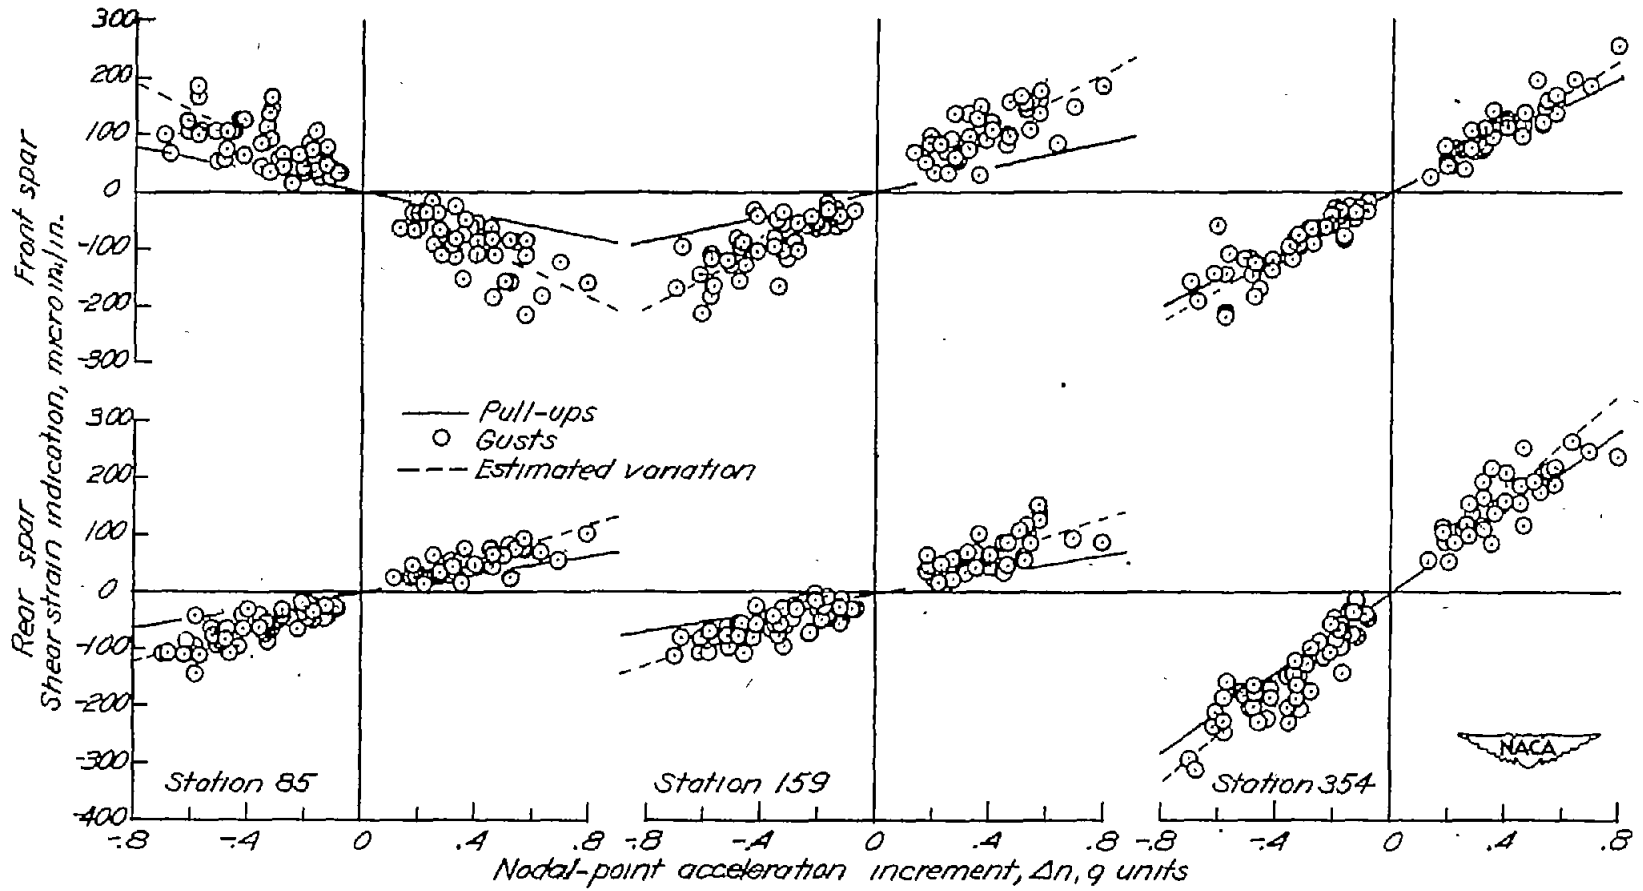 Front spar
Rear spar
Shear strain indication, micro in./in.
300
200
100
0
-100
-200
-300
300
200
100
0
-100
-200
-300
-400
Pull-ups
Gusts
Estimated variation
Station 85
Station 159
Station 354
NACA
-.8 -.4 0 .4 .8 -.8 -.4 0 .4 .8 -.8 -.4 0 .4 .8
Nodal-point acceleration increment, Δn, g units